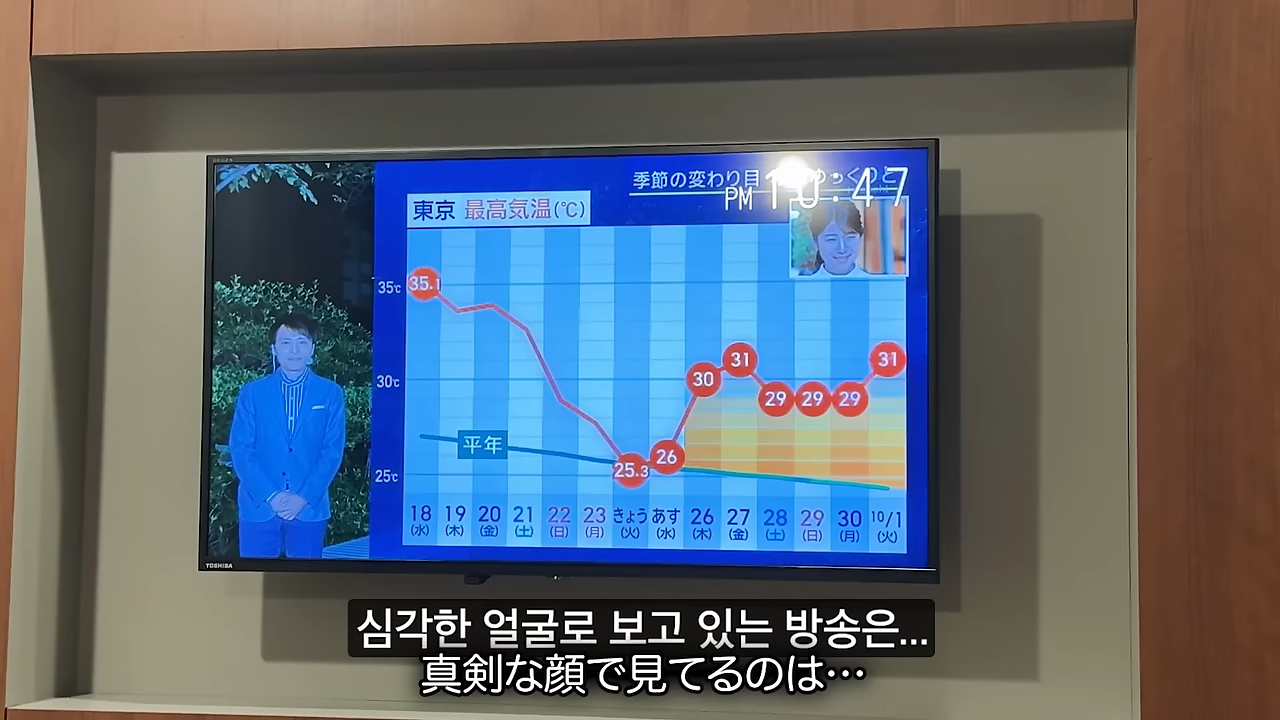 季節の変わり目
PM 10:47
東京 最高気温(℃)
35℃
30℃
25℃
35.1
25.3
26
30
31
29
29
29
31
平年
18 19 20 21 22 23 きょう あす 26 27 28 29 30 10/1
(水) (木) (金) (土) (日) (月) (火) (水) (木) (金) (土) (日) (月) (火)
TOSHIBA
심각한 얼굴로 보고 있는 방송은...
真剣な顔で見てるのは…